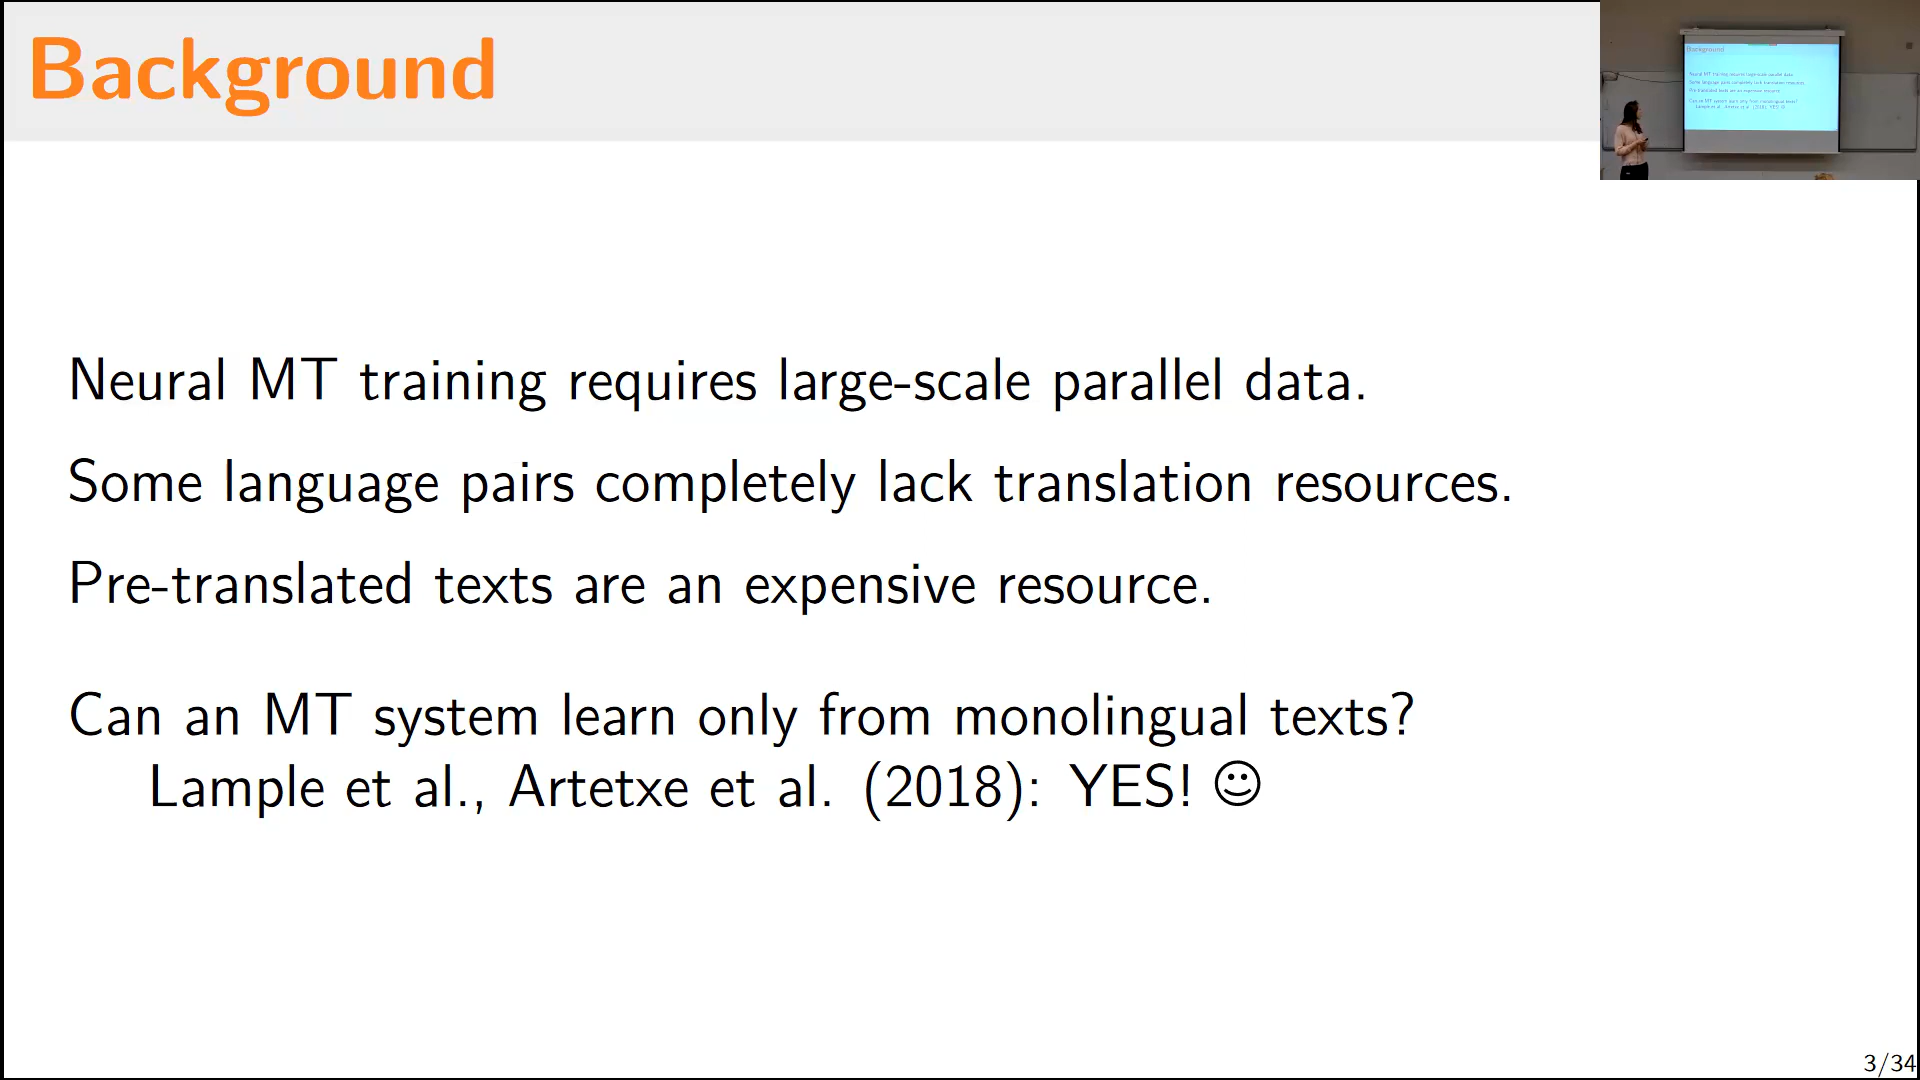 Background
Neural MT training requires large-scale parallel data.
Some language pairs completely lack translation resources.
Pre-translated texts are an expensive resource.
Can an MT system learn only from monolingual texts?
Lample et al., Artetxe et al. (2018): YES! ☺
3/34